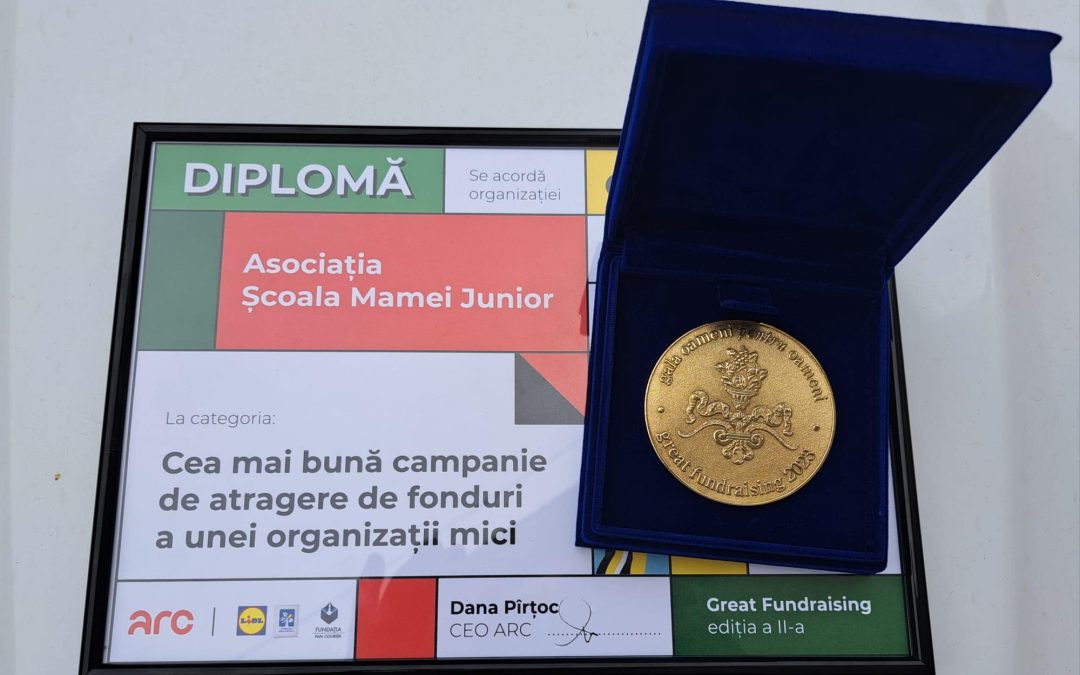 DIPLOMĂ
Se acordă
organizației
Asociația
Școala Mamei Junior
La categoria:
Cea mai bună campanie
de atragere de fonduri
a unei organizații mici
arc
LIDL
FUNDAȚIA
FAN COURIER
Dana Pîrțoc
CEO ARC
Great Fundraising
ediția a II-a
gala oameni pentru oameni
great fundraising 2023